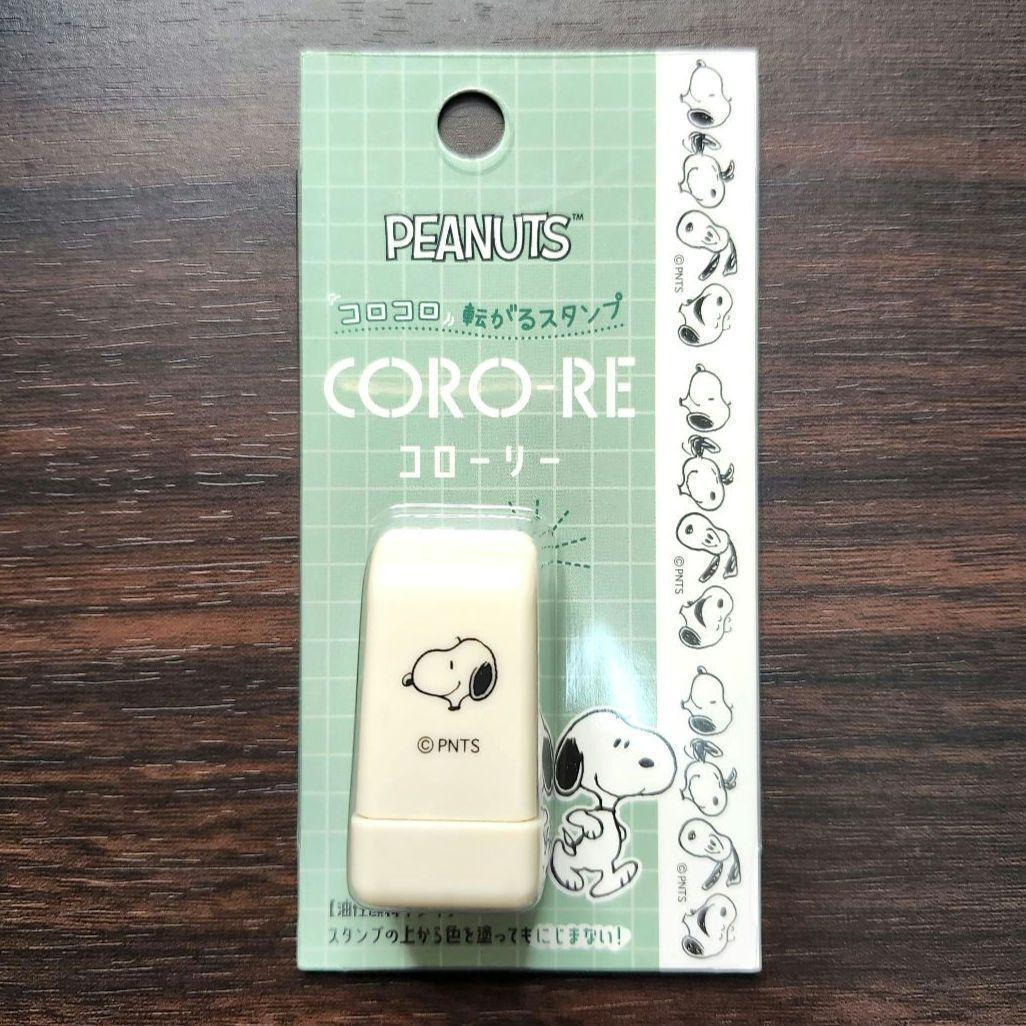 PEANUTS™
コロコロ 転がるスタンプ
CORO-RE
コローリー
©PNTS
スタンプの上から色を塗ってもにじまない!
©PNTS
©PNTS
©PNTS